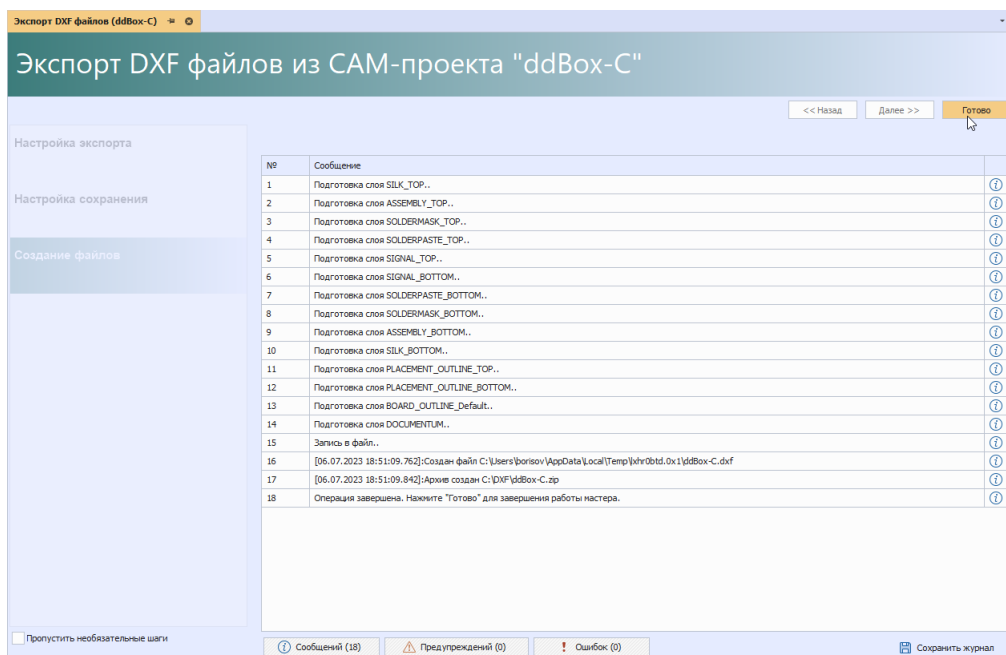 Экспорт DXF файлов (ddBox-C)
Экспорт DXF файлов из CAM-проекта "ddBox-C"
<< Назад Далее >> Готово
Настройка экспорта
Настройка сохранения
Создание файлов
№ Сообщение
1 Подготовка слоя SILK_TOP..
2 Подготовка слоя ASSEMBLY_TOP..
3 Подготовка слоя SOLDERMASK_TOP..
4 Подготовка слоя SOLDERPASTE_TOP..
5 Подготовка слоя SIGNAL_TOP..
6 Подготовка слоя SIGNAL_BOTTOM..
7 Подготовка слоя SOLDERPASTE_BOTTOM..
8 Подготовка слоя SOLDERMASK_BOTTOM..
9 Подготовка слоя ASSEMBLY_BOTTOM..
10 Подготовка слоя SILK_BOTTOM..
11 Подготовка слоя PLACEMENT_OUTLINE_TOP..
12 Подготовка слоя PLACEMENT_OUTLINE_BOTTOM..
13 Подготовка слоя BOARD_OUTLINE_Default..
14 Подготовка слоя DOCUMENTUM..
15 Запись в файл..
16 [06.07.2023 18:51:09.762]:Создан файл C:\Users\borisov\AppData\Local\Temp\lxhr0btd.0x1\ddBox-C.dxf
17 [06.07.2023 18:51:09.842]:Архив создан C:\DXF\ddBox-C.zip
18 Операция завершена. Нажмите "Готово" для завершения работы мастера.
Пропустить необязательные шаги
Сообщений (18) Предупреждений (0) Ошибок (0) Сохранить журнал